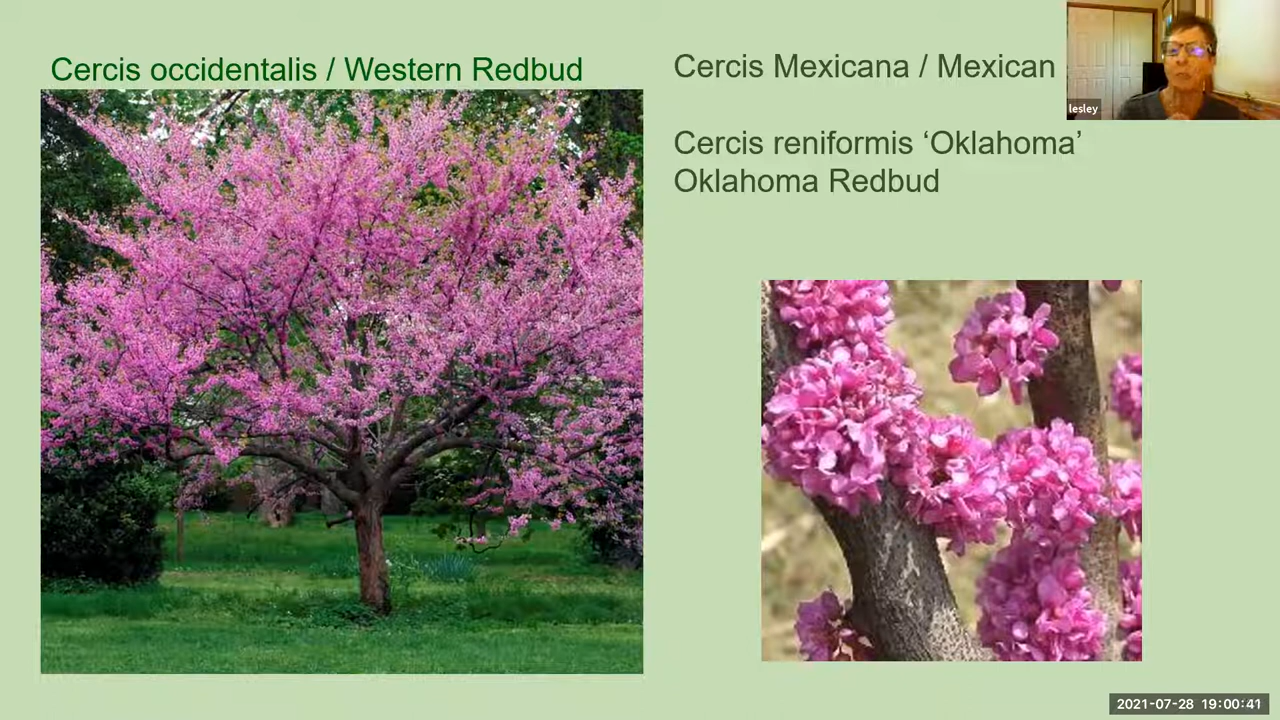 Cercis occidentalis / Western Redbud
Cercis Mexicana / Mexican
Cercis reniformis ‘Oklahoma’
Oklahoma Redbud
lesley
2021-07-28 19:00:41